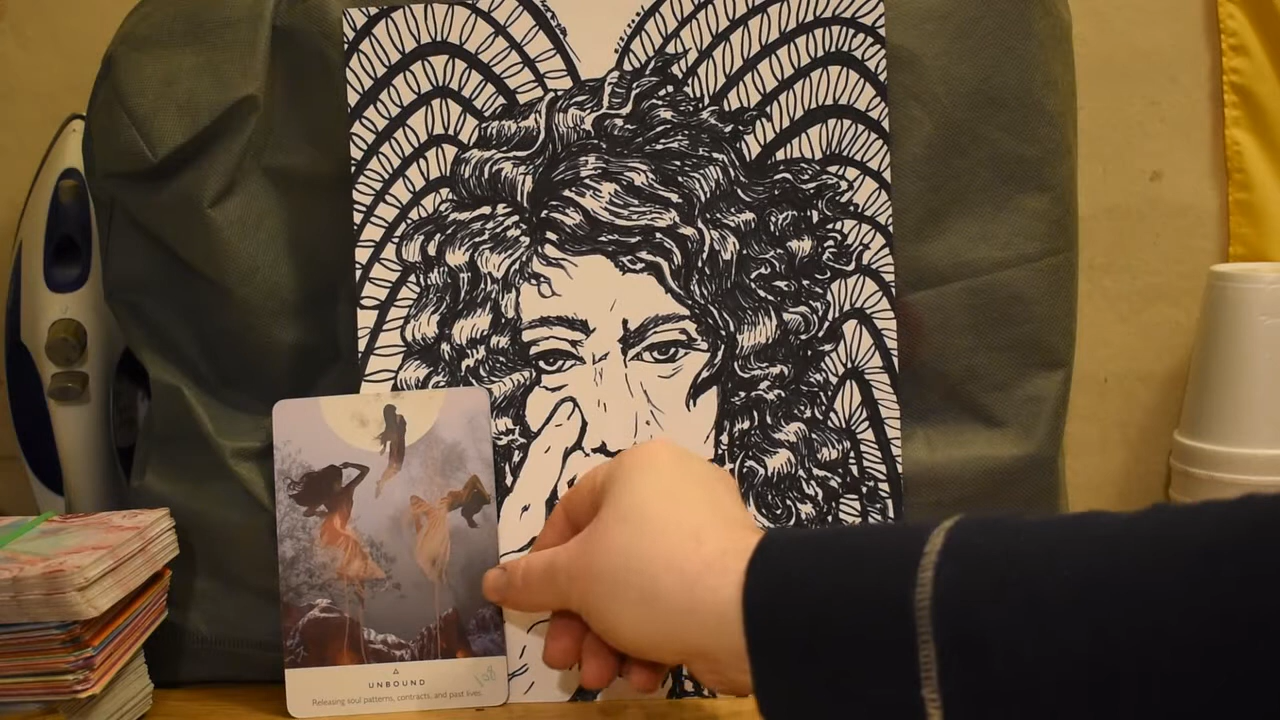 UNBOUND
Releasing soul patterns, contracts, and past lives.